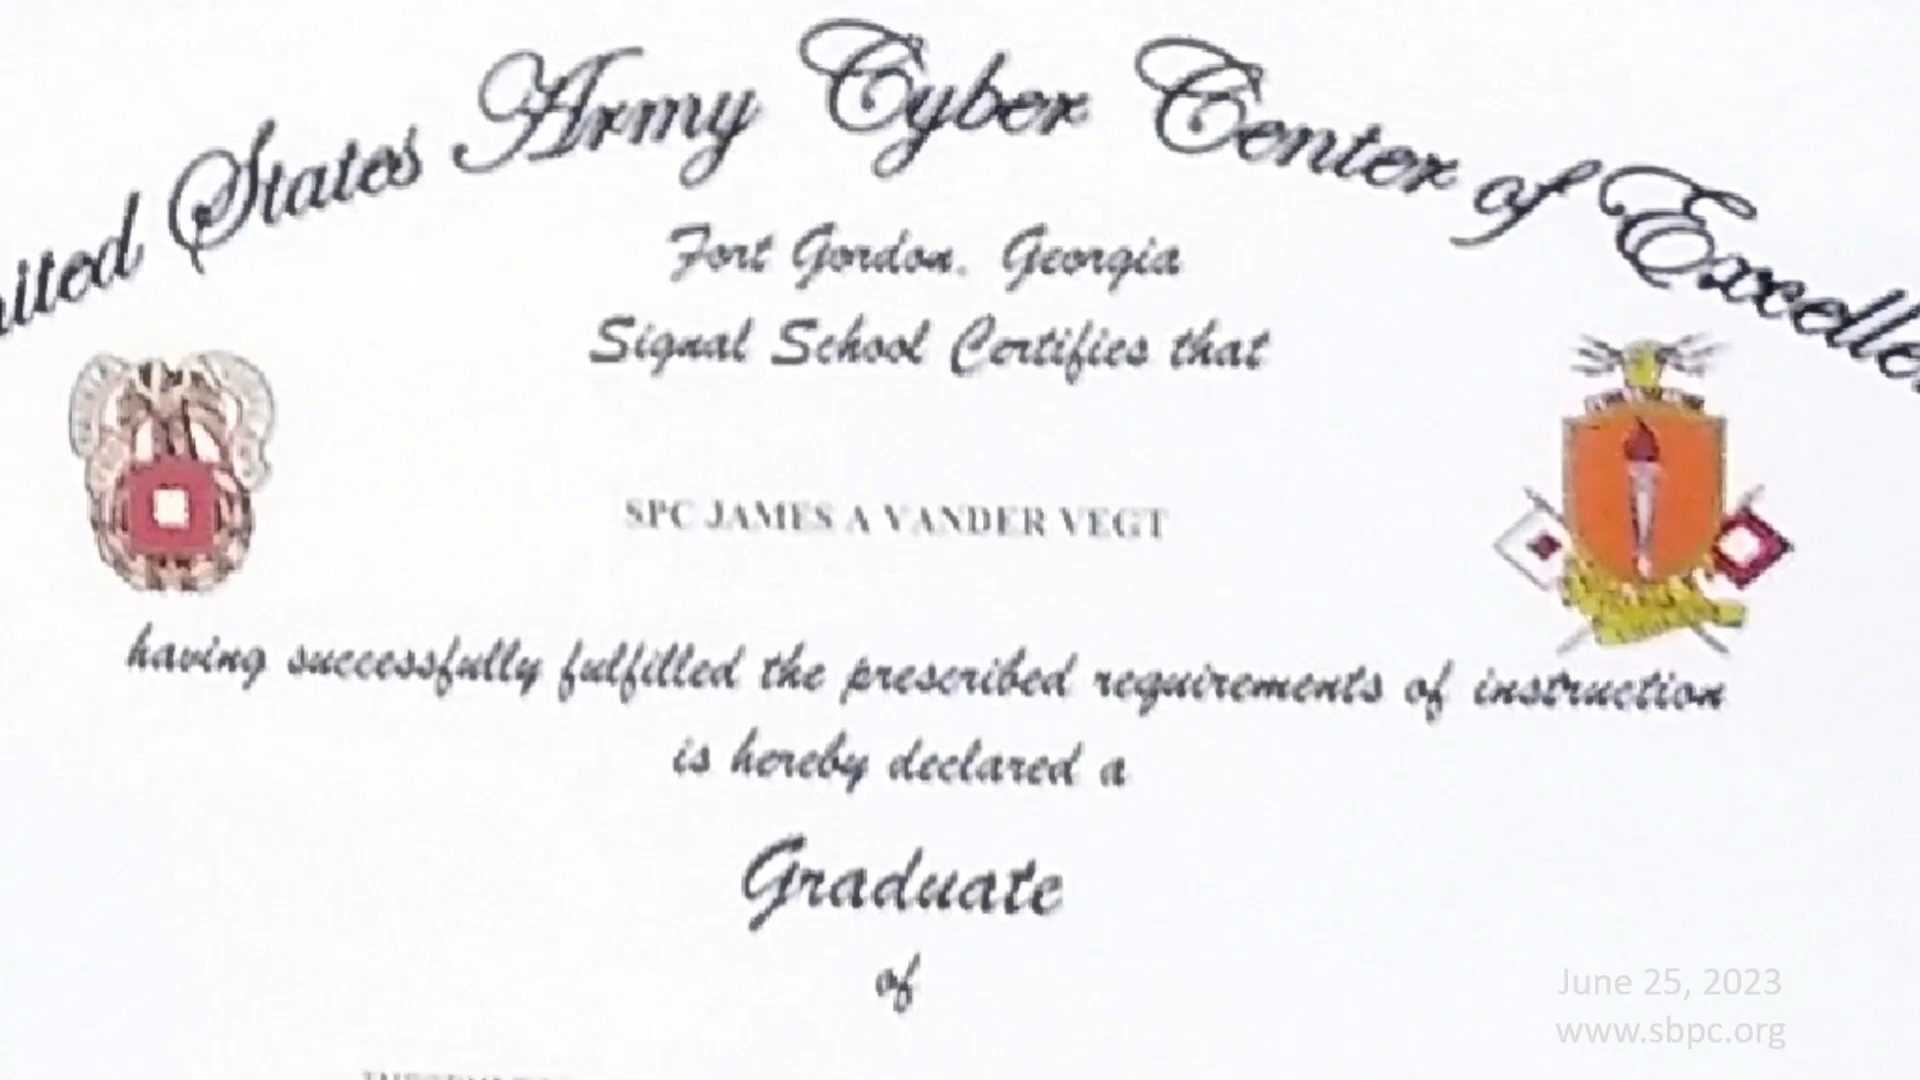 nited States Army Cyber Center of Excelle
Fort Gordon, Georgia
Signal School Certifies that
SPC JAMES A VANDER VEGT
having successfully fulfilled the prescribed requirements of instruction
is hereby declared a
Graduate
of
June 25, 2023
www.sbpc.org